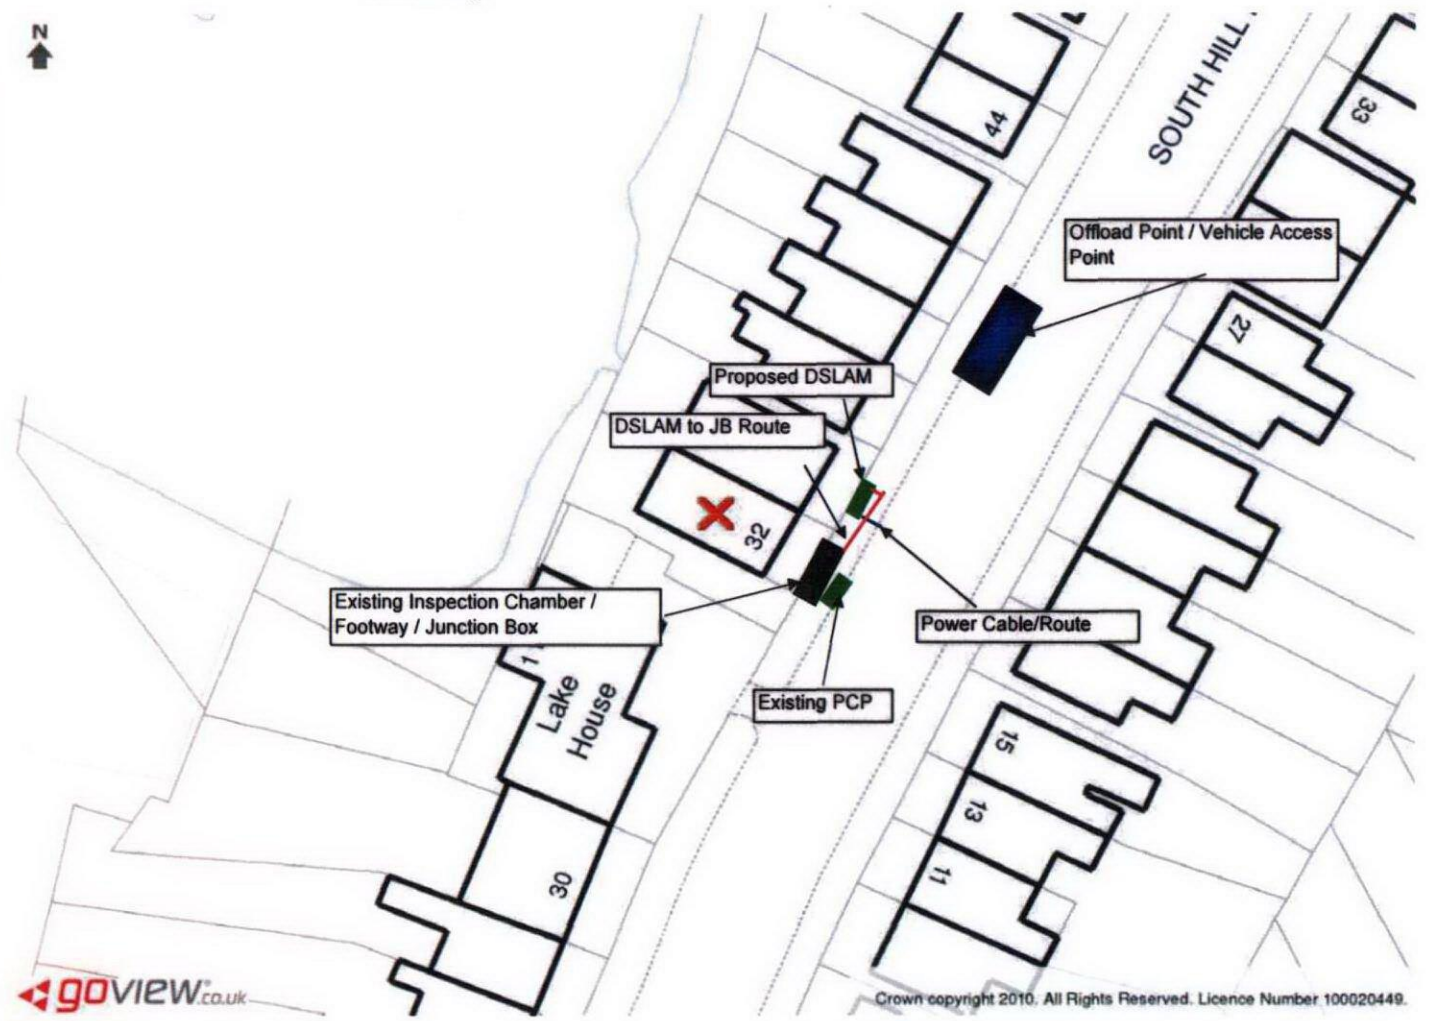 N
SOUTH HILL
44
33
Offload Point / Vehicle Access
Point
27
Proposed DSLAM
DSLAM to JB Route
32
Existing Inspection Chamber /
Footway / Junction Box
Power Cable/Route
1
Lake
House
Existing PCP
15
13
11
30
goview.co.uk
Crown copyright 2010. All Rights Reserved. Licence Number 100020449.